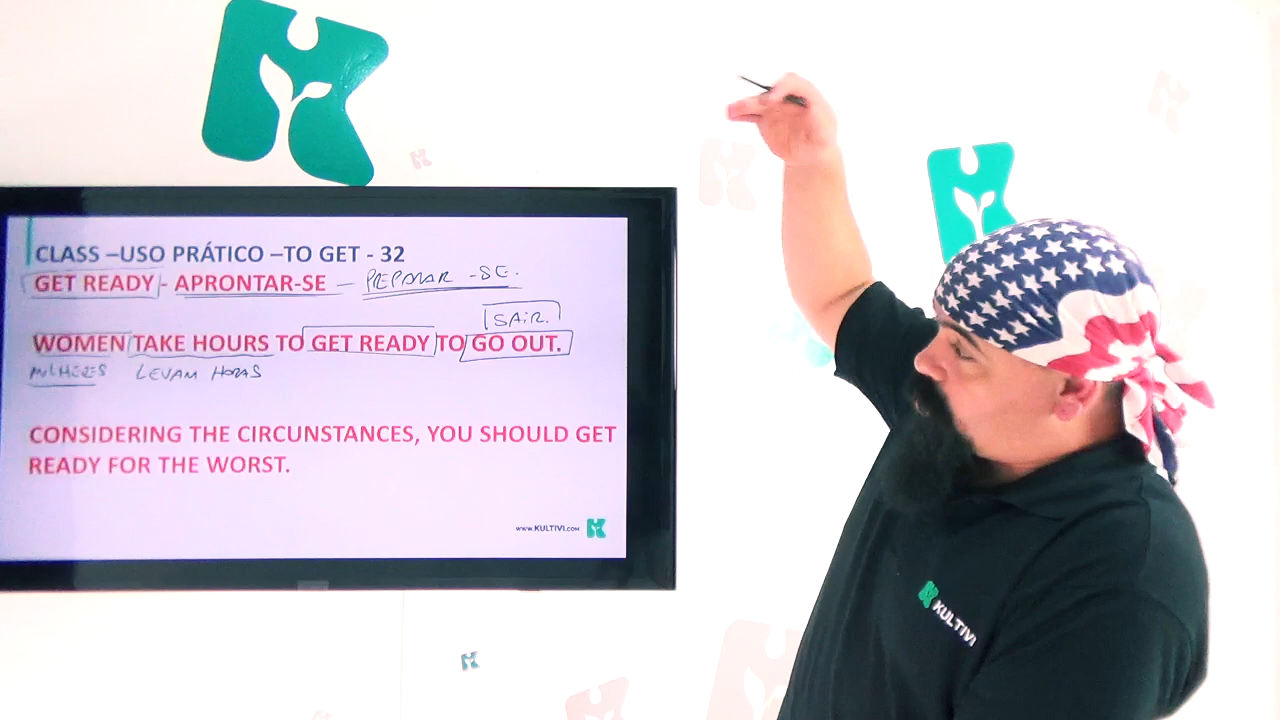 CLASS –USO PRÁTICO –TO GET - 32
GET READY - APRONTAR-SE — PREPARAR -SE.
SAIR.
WOMEN TAKE HOURS TO GET READY TO GO OUT.
MULHERES LEVAM HORAS
CONSIDERING THE CIRCUNSTANCES, YOU SHOULD GET
READY FOR THE WORST.
WWW.KULTIVI.COM
KULTIVI